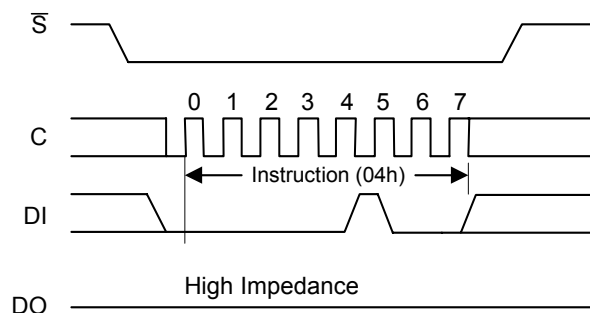 S̅
0 1 2 3 4 5 6 7
C
Instruction (04h)
DI
High Impedance
DO